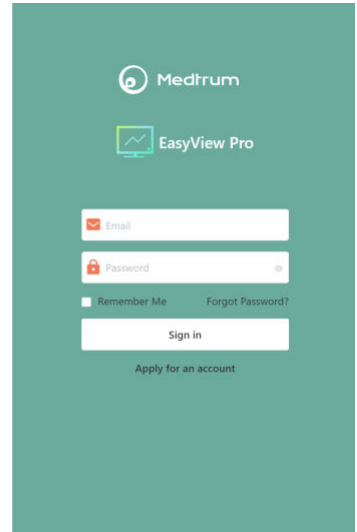 Medtrum
EasyView Pro
Email
Password
Remember Me Forgot Password?
Sign in
Apply for an account